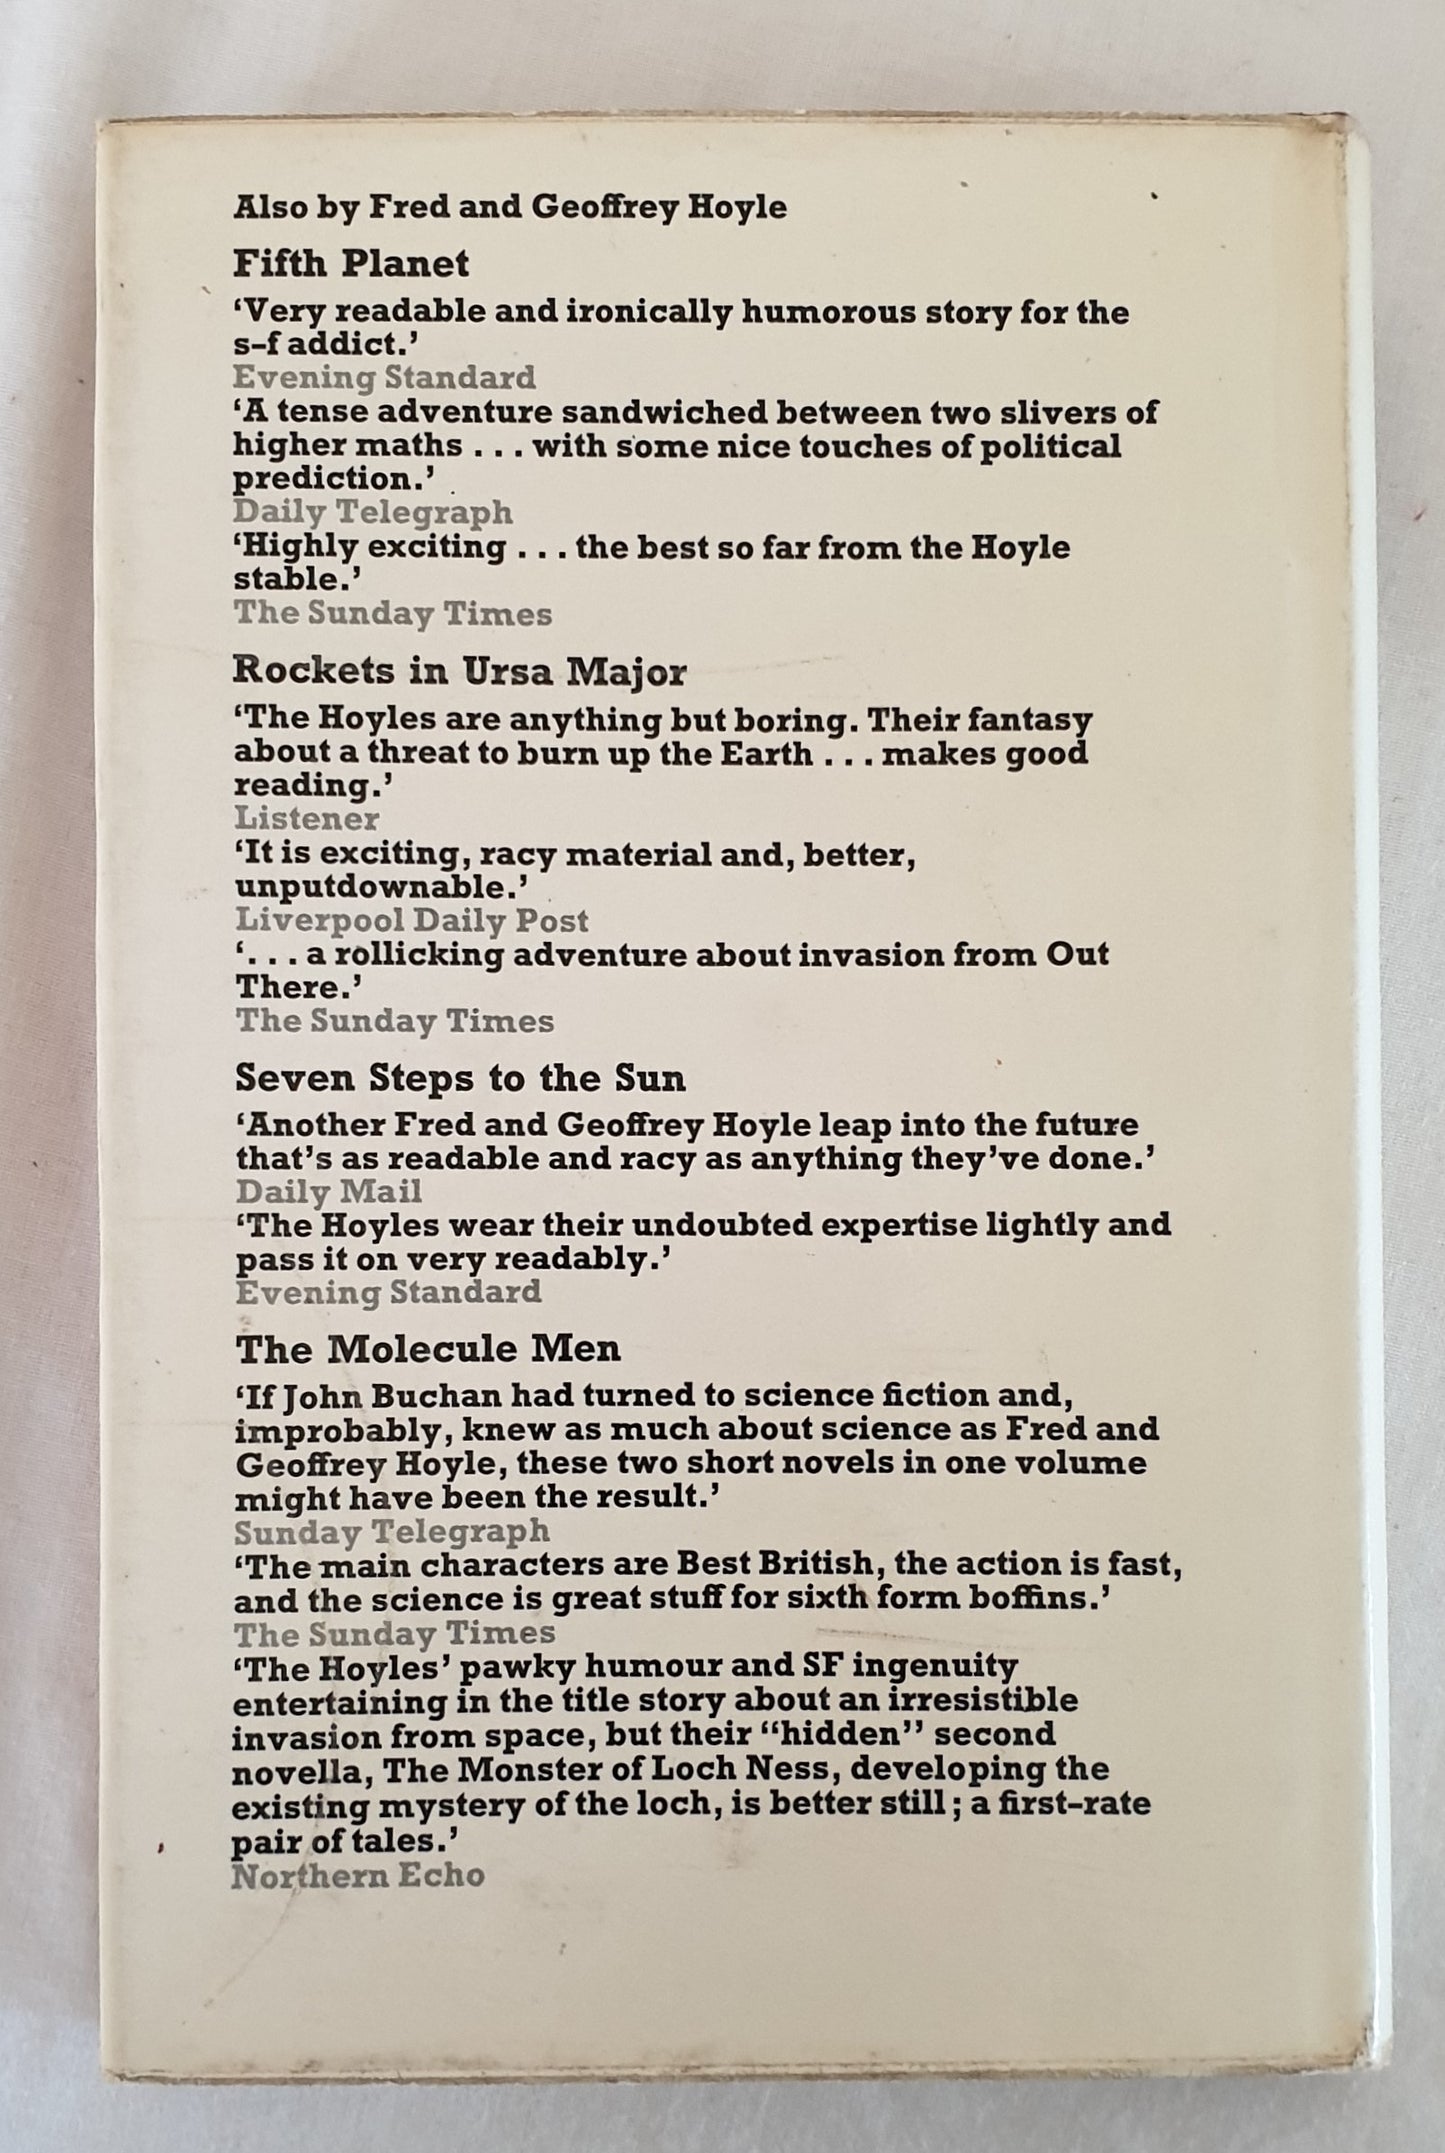 Also by Fred and Geoffrey Hoyle
Fifth Planet
‘Very readable and ironically humorous story for the
s–f addict.’
Evening Standard
‘A tense adventure sandwiched between two slivers of
higher maths . . . with some nice touches of political
prediction.’
Daily Telegraph
‘Highly exciting . . . the best so far from the Hoyle
stable.’
The Sunday Times
Rockets in Ursa Major
‘The Hoyles are anything but boring. Their fantasy
about a threat to burn up the Earth . . . makes good
reading.’
Listener
‘It is exciting, racy material and, better,
unputdownable.’
Liverpool Daily Post
‘. . . a rollicking adventure about invasion from Out
There.’
The Sunday Times
Seven Steps to the Sun
‘Another Fred and Geoffrey Hoyle leap into the future
that’s as readable and racy as anything they’ve done.’
Daily Mail
‘The Hoyles wear their undoubted expertise lightly and
pass it on very readably.’
Evening Standard
The Molecule Men
‘If John Buchan had turned to science fiction and,
improbably, knew as much about science as Fred and
Geoffrey Hoyle, these two short novels in one volume
might have been the result.’
Sunday Telegraph
‘The main characters are Best British, the action is fast,
and the science is great stuff for sixth form boffins.’
The Sunday Times
‘The Hoyles’ pawky humour and SF ingenuity
entertaining in the title story about an irresistible
invasion from space, but their “hidden” second
novella, The Monster of Loch Ness, developing the
existing mystery of the loch, is better still; a first–rate
pair of tales.’
Northern Echo